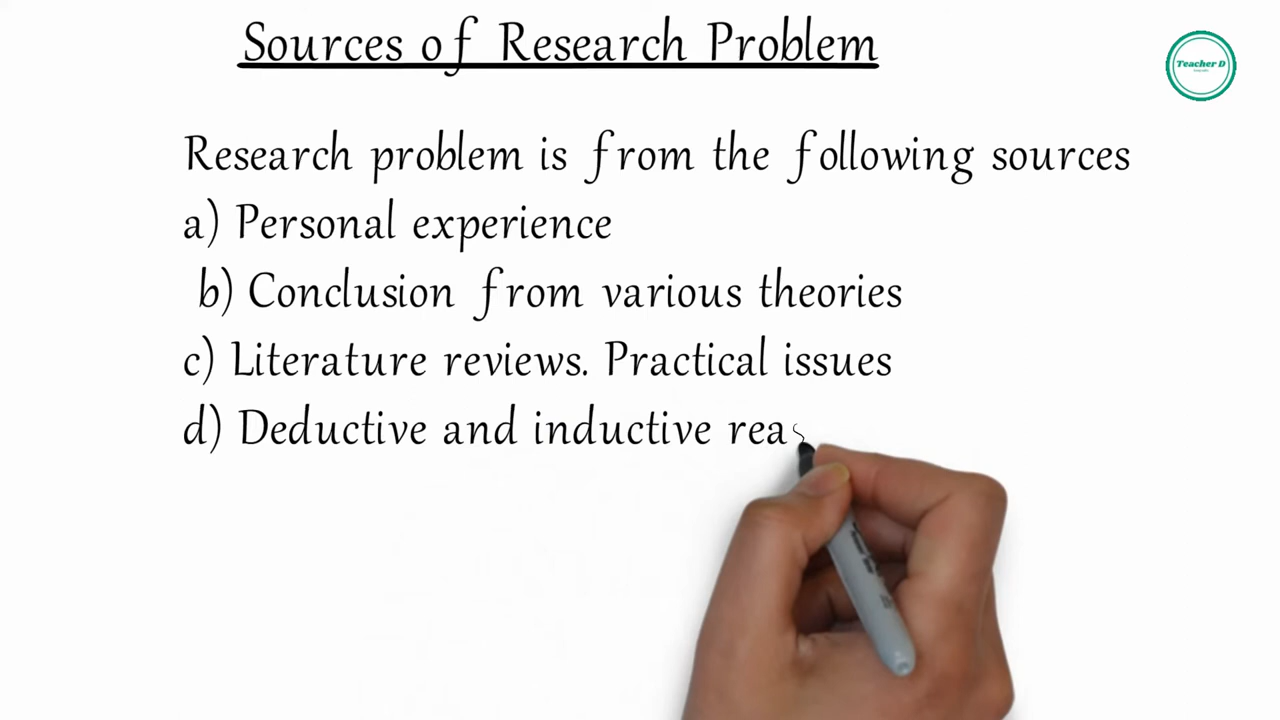 Sources of Research Problem
Teacher D
Research problem is from the following sources
a) Personal experience
b) Conclusion from various theories
c) Literature reviews. Practical issues
d) Deductive and inductive reas